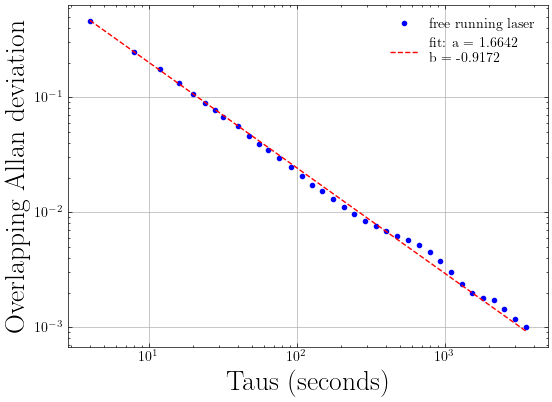 free running laser
fit: a = 1.6642
b = -0.9172
Overlapping Allan deviation
10⁻¹
10⁻²
10⁻³
10¹
10²
10³
Taus (seconds)